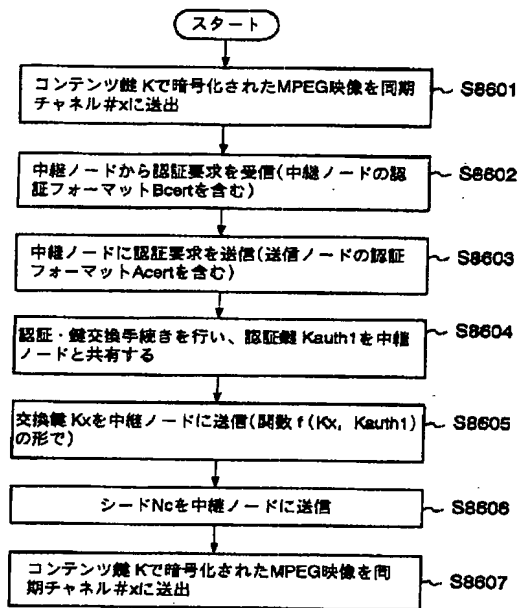 スタート
コンテンツ鍵 Kで暗号化されたMPEG映像を同期
チャネル#xに送出
S8601
中継ノードから認証要求を受信(中継ノードの認
証フォーマットBcertを含む)
S8602
中継ノードに認証要求を送信(送信ノードの認証
フォーマットAcertを含む)
S8603
認証・鍵交換手続きを行い、認証鍵 Kauth1を中継
ノードと共有する
S8604
交換鍵 Kxを中継ノードに送信(関数 f (Kx, Kauth1)
の形で)
S8605
シードNcを中継ノードに送信
S8606
コンテンツ鍵 Kで暗号化されたMPEG映像を同
期チャネル#xに送出
S8607